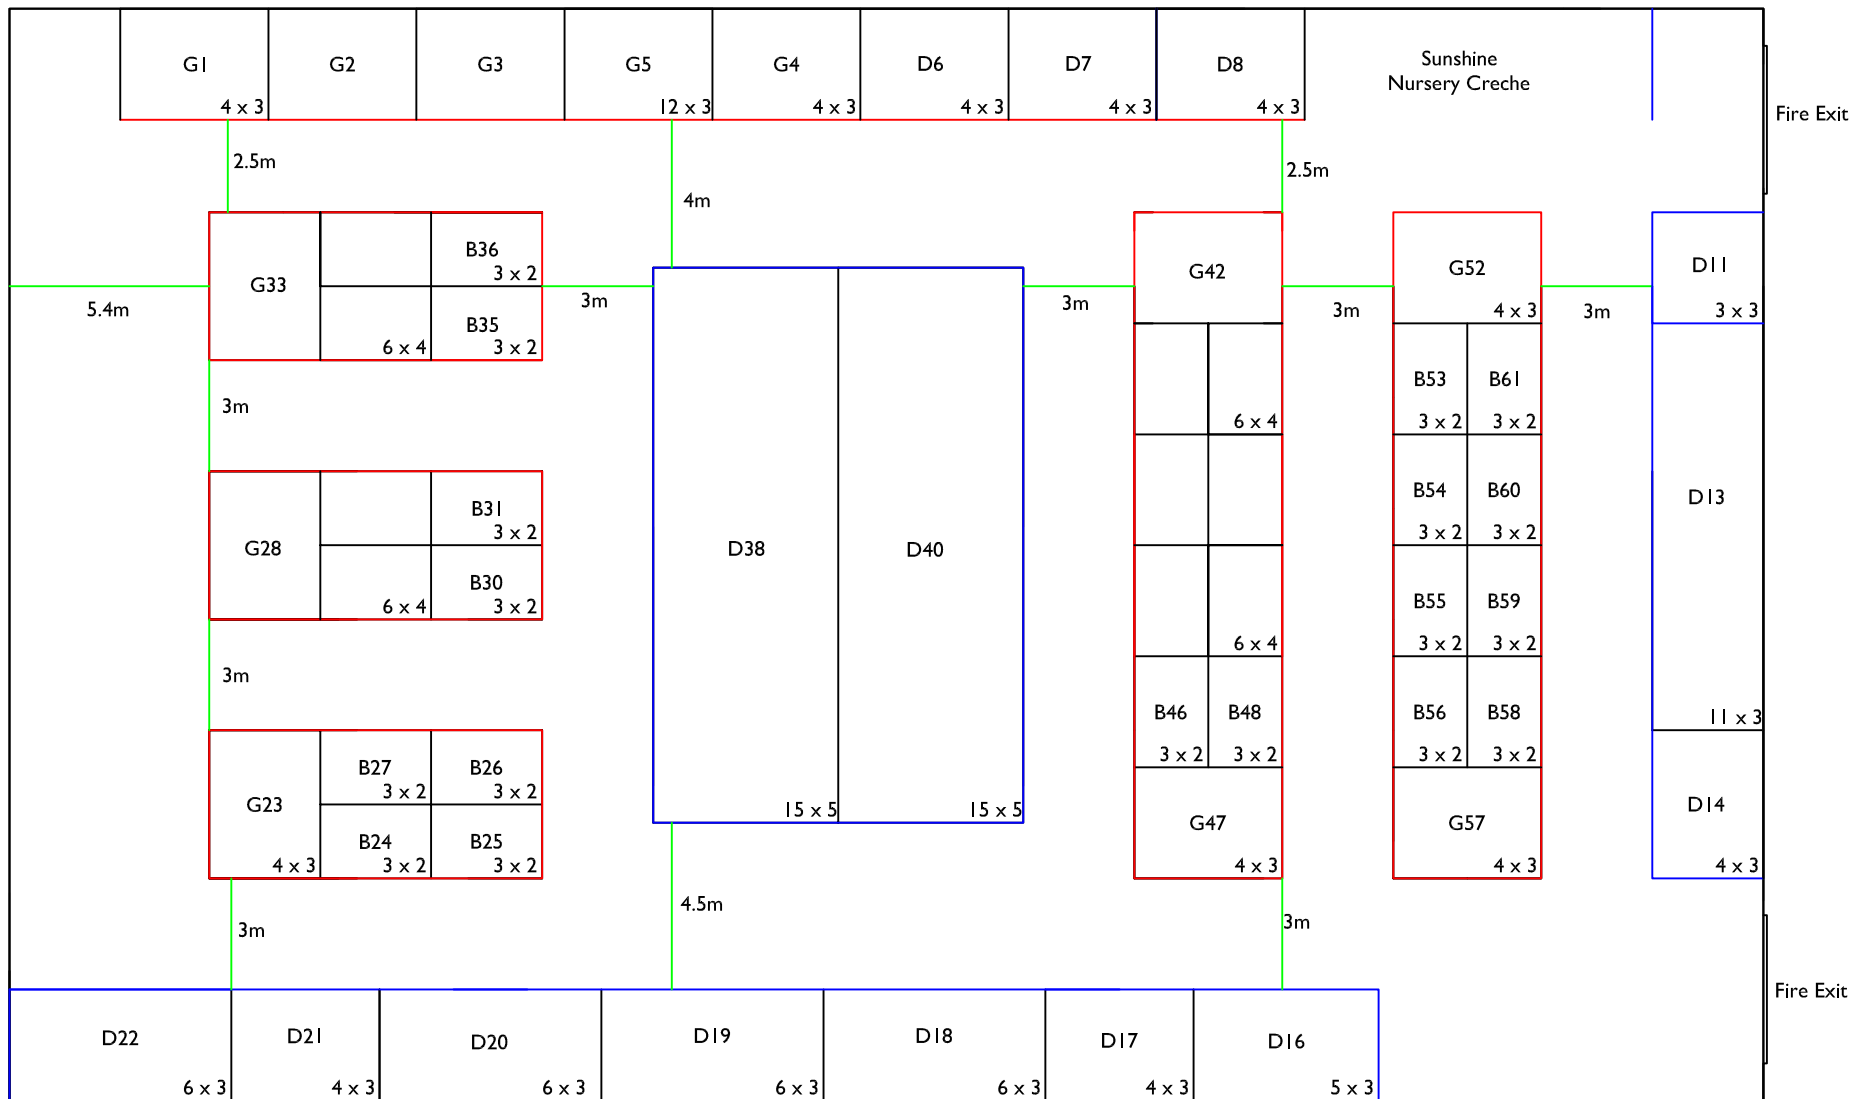 G1
G2
G3
G5
G4
D6
D7
D8
Sunshine
Nursery Creche
4 x 3
12 x 3
4 x 3
4 x 3
4 x 3
4 x 3
Fire Exit
2.5m
4m
2.5m
G33
B36
3 x 2
B35
6 x 4
3 x 2
5.4m
3m
3m
G42
3m
G52
4 x 3
3m
D11
3 x 3
3m
G28
B31
3 x 2
B30
6 x 4
3 x 2
D38
D40
6 x 4
6 x 4
B46
B48
3 x 2
3 x 2
B53
B61
3 x 2
3 x 2
B54
B60
3 x 2
3 x 2
B55
B59
3 x 2
3 x 2
B56
B58
3 x 2
3 x 2
D13
11 x 3
3m
G23
B27
B26
3 x 2
3 x 2
B24
B25
4 x 3
3 x 2
3 x 2
15 x 5
15 x 5
G47
4 x 3
G57
4 x 3
D14
4 x 3
3m
4.5m
3m
Fire Exit
D22
D21
D20
D19
D18
D17
D16
6 x 3
4 x 3
6 x 3
6 x 3
6 x 3
4 x 3
5 x 3